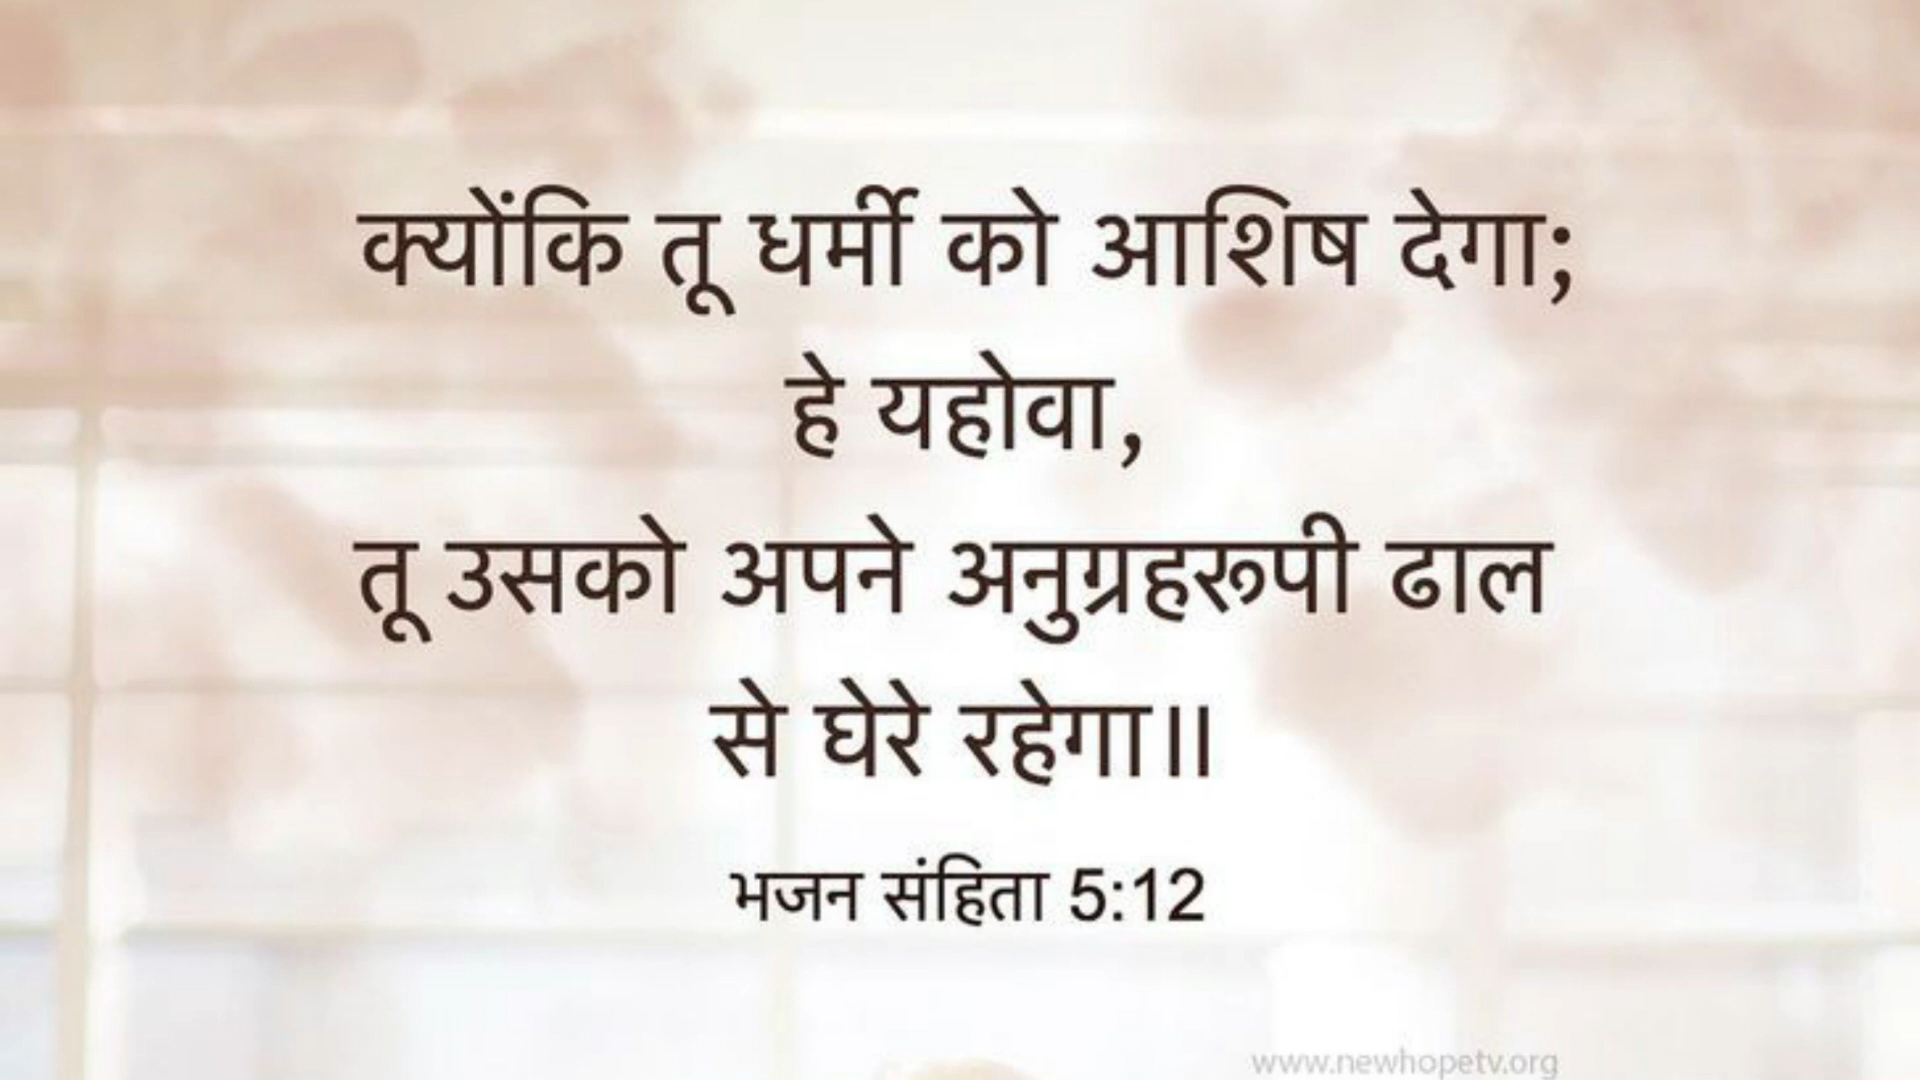 क्योंकि तू धर्मी को आशिष देगा;
हे यहोवा,
तू उसको अपने अनुग्रहरूपी ढाल
से घेरे रहेगा॥
भजन संहिता 5:12
www.newhopetv.org